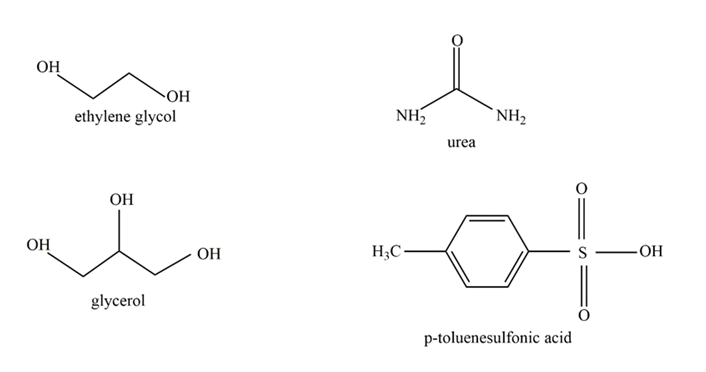 OH
OH
ethylene glycol
O
NH₂
NH₂
urea
OH
OH
OH
glycerol
O
H₃C
S
OH
O
p-toluenesulfonic acid